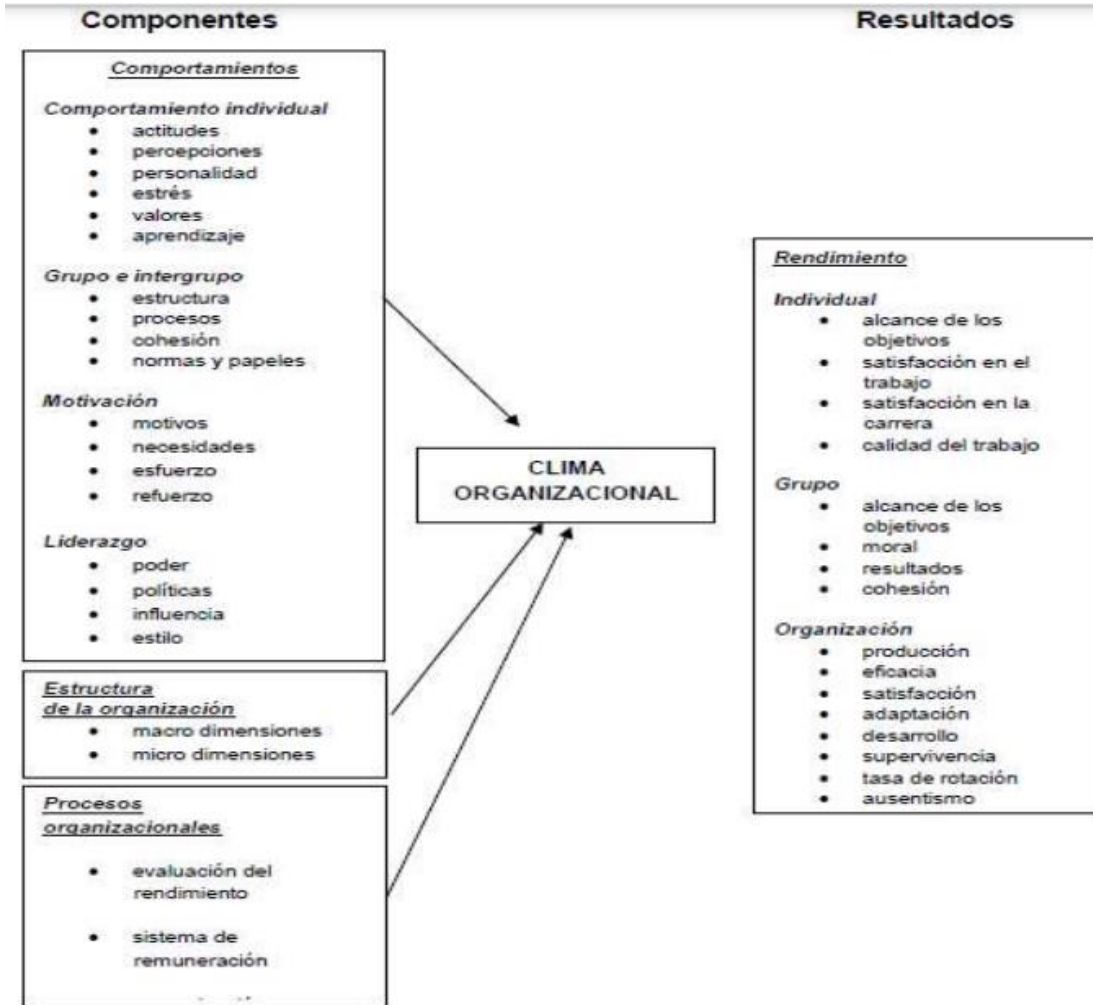 Componentes
Comportamientos
Comportamiento individual
• actitudes
• percepciones
• personalidad
• estrés
• valores
• aprendizaje
Grupo e intergrupo
• estructura
• procesos
• cohesión
• normas y papeles
Motivación
• motivos
• necesidades
• esfuerzo
• refuerzo
Liderazgo
• poder
• políticas
• influencia
• estilo
Estructura
de la organización
• macro dimensiones
• micro dimensiones
Procesos
organizacionales
• evaluación del
rendimiento
• sistema de
remuneración
CLIMA
ORGANIZACIONAL
Resultados
Rendimiento
Individual
• alcance de los
objetivos
• satisfacción en el
trabajo
• satisfacción en la
carrera
• calidad del trabajo
Grupo
• alcance de los
objetivos
• moral
• resultados
• cohesión
Organización
• producción
• eficacia
• satisfacción
• adaptación
• desarrollo
• supervivencia
• tasa de rotación
• ausentismo